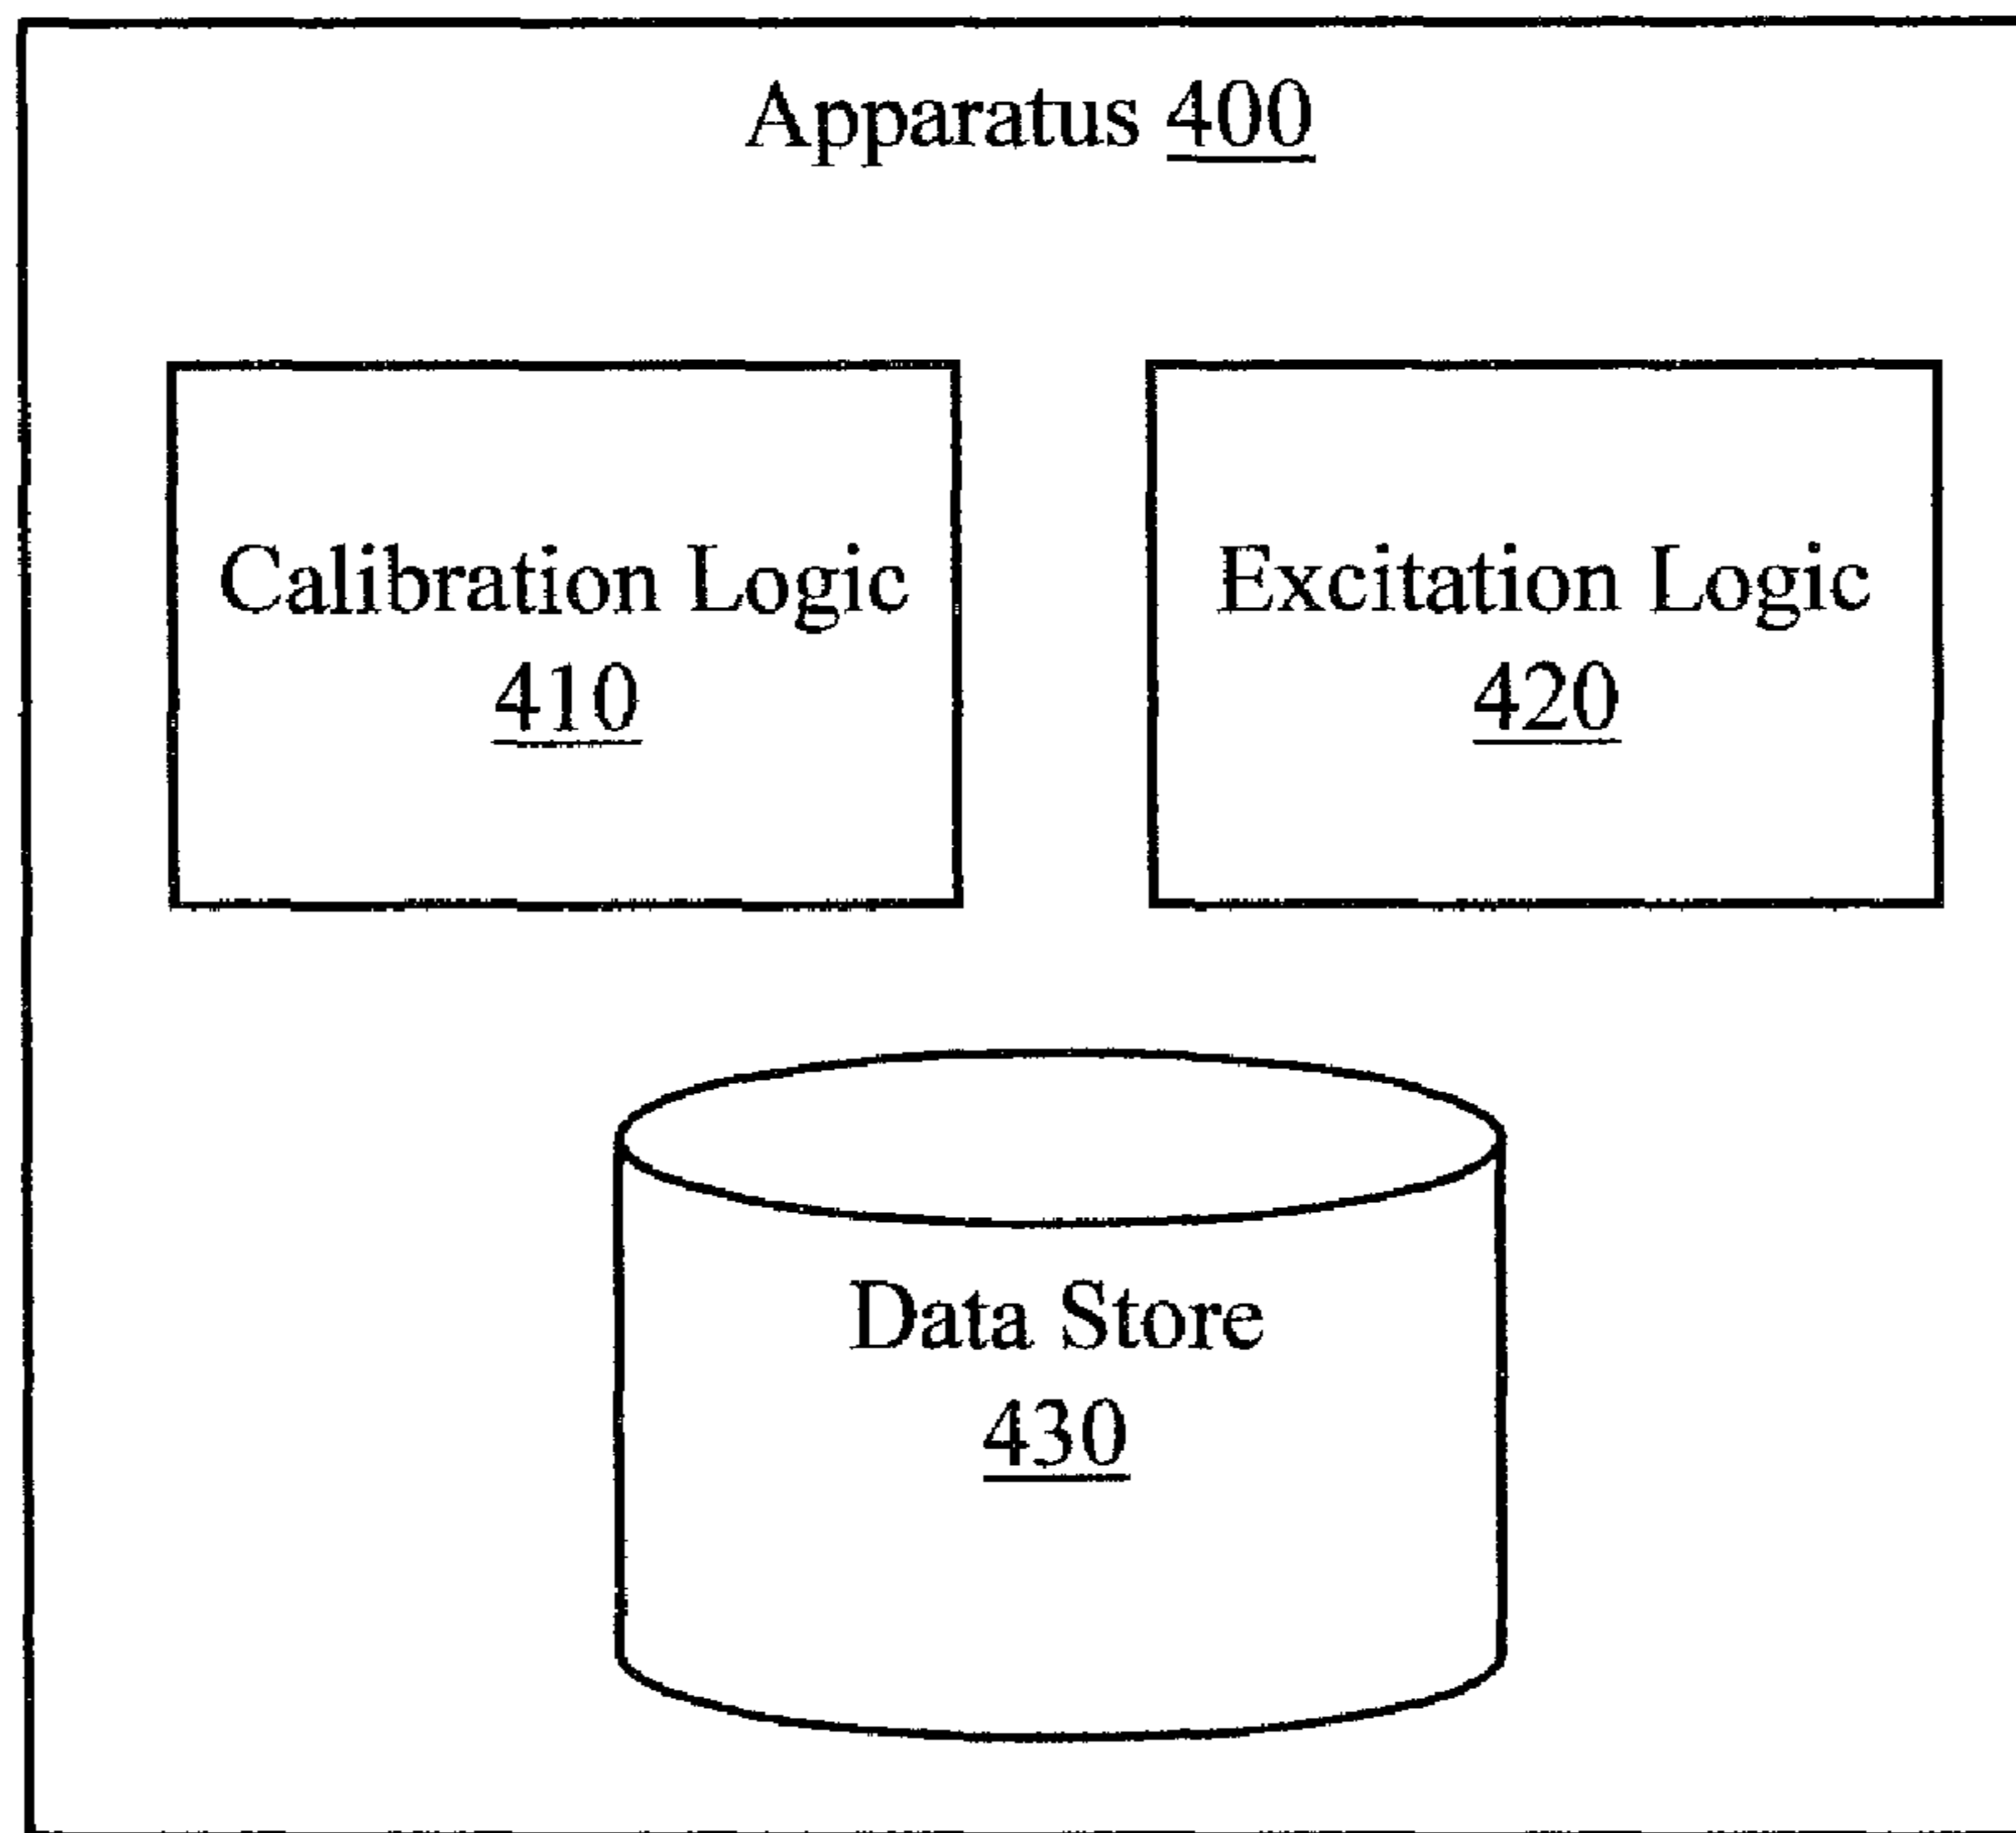 Apparatus 400
Calibration Logic
410
Excitation Logic
420
Data Store
430